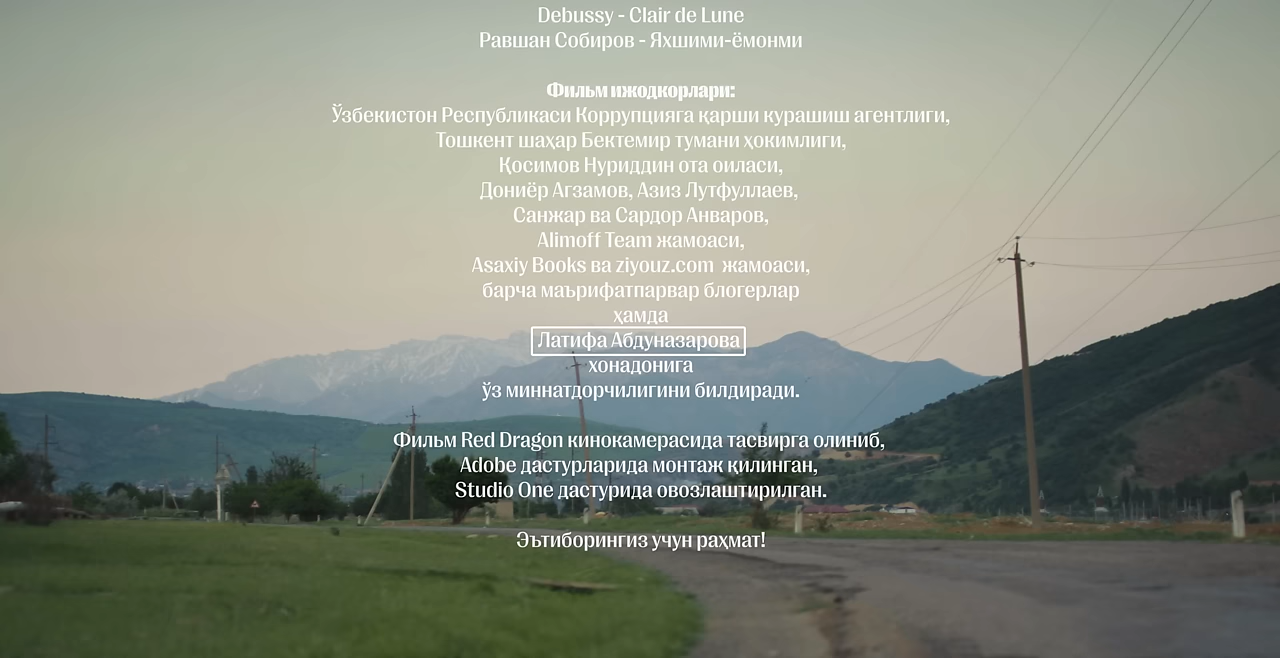 Debussy - Clair de Lune
Равшан Собиров - Яхшими-ёмонми
Фильм ижодкорлари:
Ўзбекистон Республикаси Коррупцияга қарши курашиш агентлиги,
Тошкент шаҳар Бектемир тумани ҳокимлиги,
Қосимов Нуриддин ота оиласи,
Дониёр Агзамов, Азиз Лутфуллаев,
Санжар ва Сардор Анваров,
Alimoff Team жамоаси,
Asaxiy Books ва ziyouz.com жамоаси,
барча маърифатпарвар блогерлар
ҳамда
Латифа Абдуназарова
хонадонига
ўз миннатдорчилигини билдиради.
Фильм Red Dragon кинокамерасида тасвирга олиниб,
Adobe дастурларида монтаж қилинган,
Studio One дастурида овозлаштирилган.
Эътиборингиз учун раҳмат!